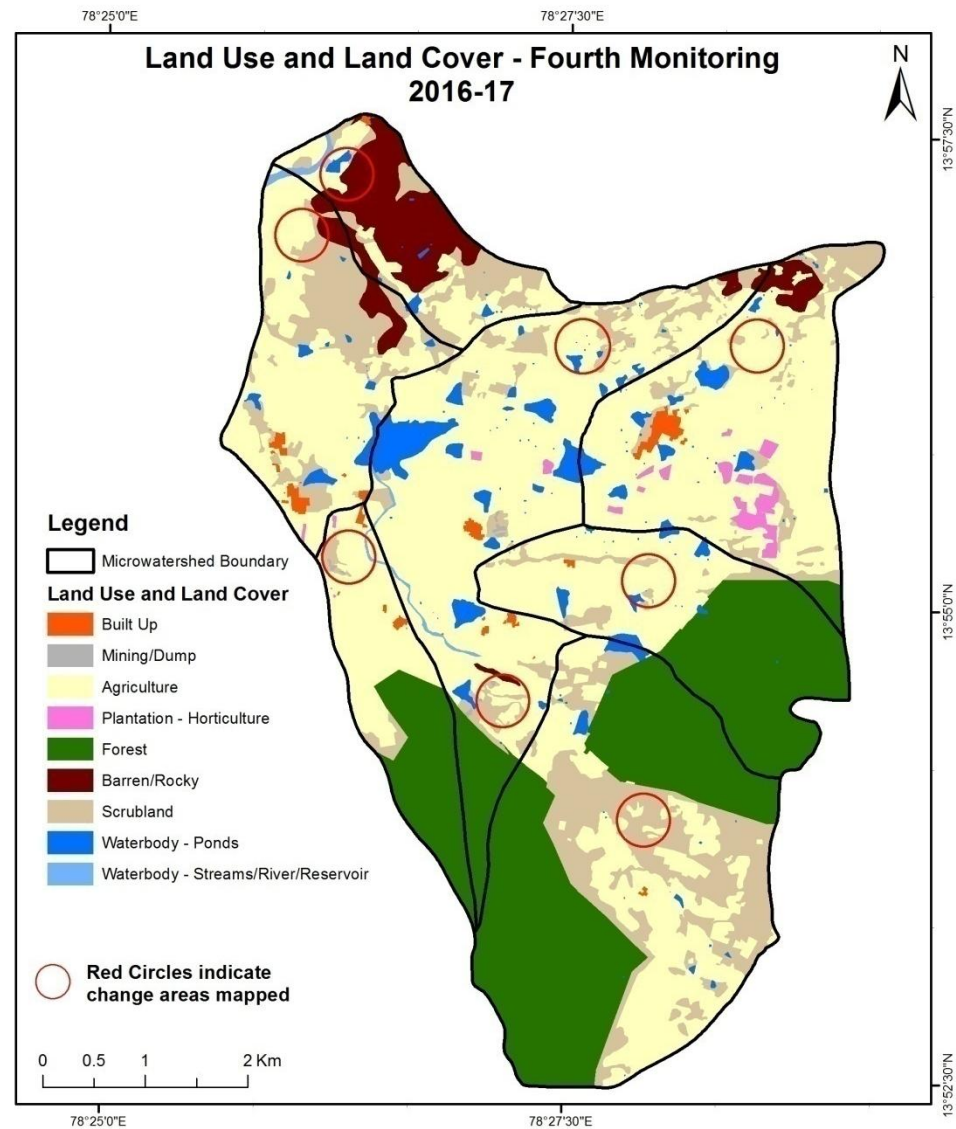 78°25'0"E
78°27'30"E
Land Use and Land Cover - Fourth Monitoring
2016-17
N
13°57'30"N
Legend
Microwatershed Boundary
Land Use and Land Cover
Built Up
Mining/Dump
Agriculture
Plantation - Horticulture
Forest
Barren/Rocky
Scrubland
Waterbody - Ponds
Waterbody - Streams/River/Reservoir
13°55'0"N
Red Circles indicate
change areas mapped
0 0.5 1 2 Km
13°52'30"N
78°25'0"E
78°27'30"E